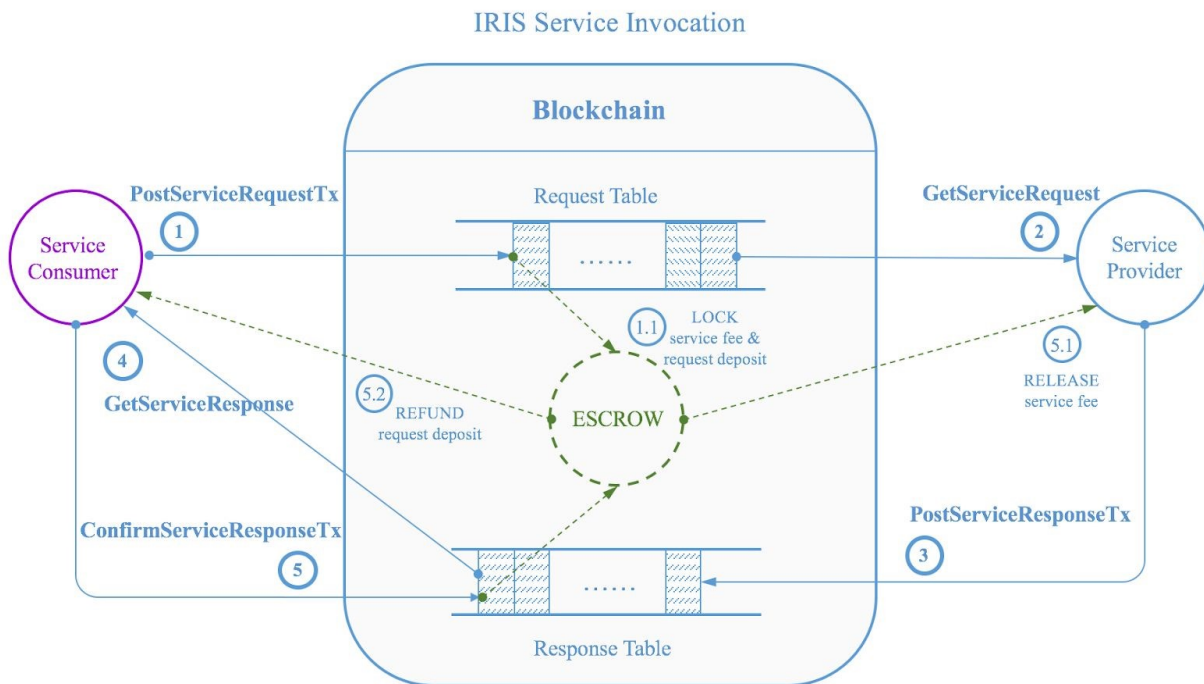 IRIS Service Invocation
Blockchain
PostServiceRequestTx
1
Request Table
GetServiceRequest
2
Service
Consumer
......
Service
Provider
1.1
LOCK
service fee &
request deposit
4
GetServiceResponse
5.2
REFUND
request deposit
ESCROW
5.1
RELEASE
service fee
ConfirmServiceResponseTx
5
PostServiceResponseTx
3
......
Response Table